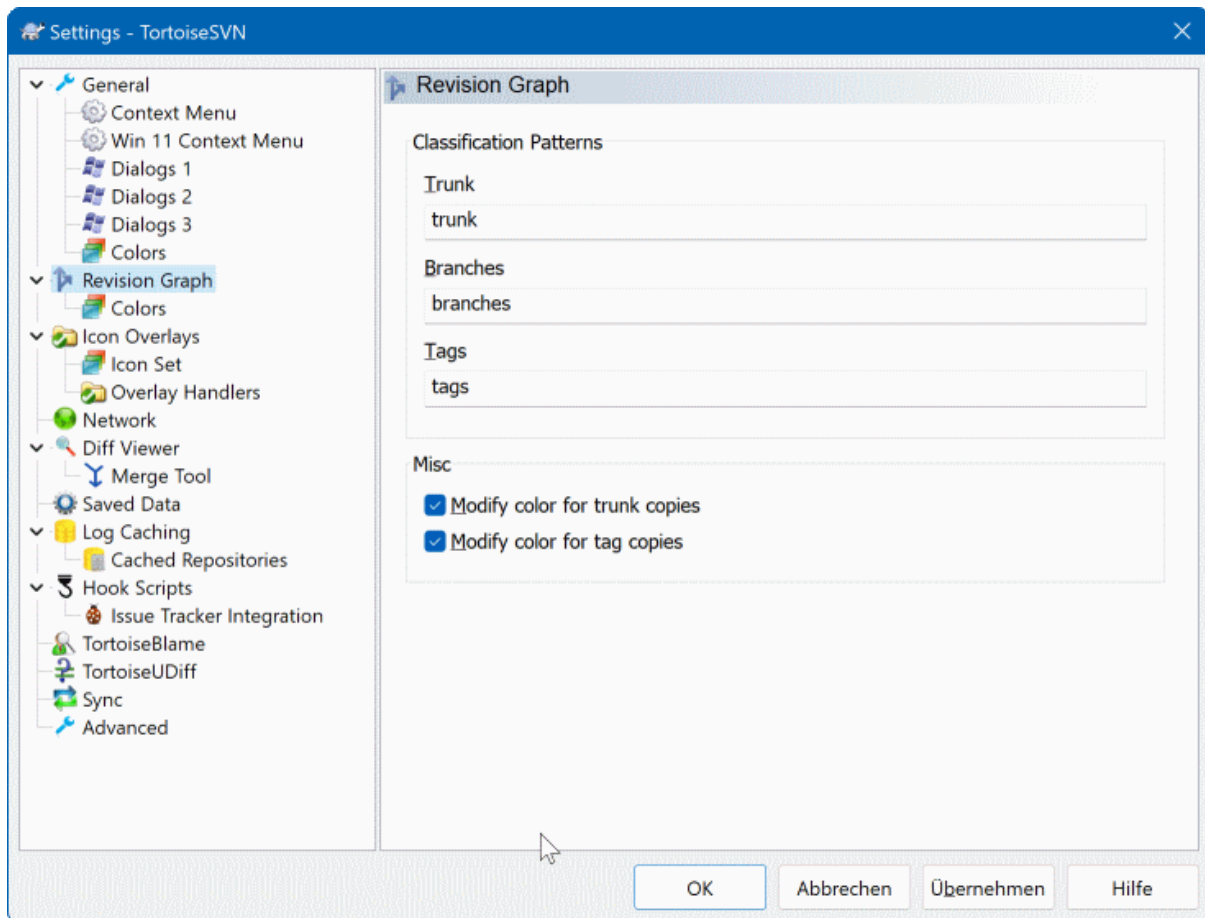 Settings - TortoiseSVN
General
Context Menu
Win 11 Context Menu
Dialogs 1
Dialogs 2
Dialogs 3
Colors
Revision Graph
Colors
Icon Overlays
Icon Set
Overlay Handlers
Network
Diff Viewer
Merge Tool
Saved Data
Log Caching
Cached Repositories
Hook Scripts
Issue Tracker Integration
TortoiseBlame
TortoiseUDiff
Sync
Advanced
Revision Graph
Classification Patterns
Trunk
trunk
Branches
branches
Tags
tags
Misc
Modify color for trunk copies
Modify color for tag copies
OK Abbrechen Übernehmen Hilfe